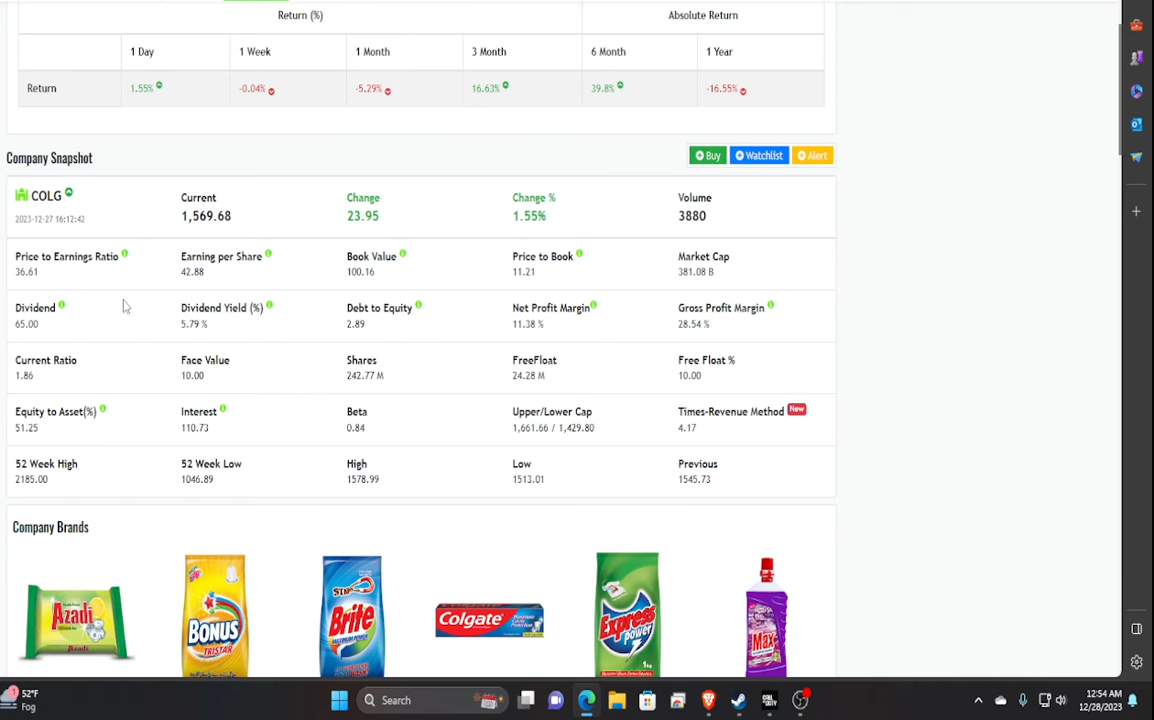 Return (%)
Absolute Return
1 Day
1 Week
1 Month
3 Month
6 Month
1 Year
Return
1.55%
-0.04%
-5.29%
16.63%
39.8%
-16.55%
Company Snapshot
Buy
Watchlist
Alert
COLG
2023-12-27 16:12:42
Current
1,569.68
Change
23.95
Change %
1.55%
Volume
3880
Price to Earnings Ratio
36.61
Earning per Share
42.88
Book Value
100.16
Price to Book
11.21
Market Cap
381.08 B
Dividend
65.00
Dividend Yield (%)
5.79 %
Debt to Equity
2.89
Net Profit Margin
11.38 %
Gross Profit Margin
28.54 %
Current Ratio
1.86
Face Value
10.00
Shares
242.77 M
FreeFloat
24.28 M
Free Float %
10.00
Equity to Asset(%)
51.25
Interest
110.73
Beta
0.84
Upper/Lower Cap
1,661.66 / 1,429.80
Times-Revenue Method
New
4.17
52 Week High
2185.00
52 Week Low
1046.89
High
1578.99
Low
1513.01
Previous
1545.73
Company Brands
Azadi
BONUS
TRISTAR
Brite
MAXIMUM POWER
Colgate
Express
Power
Max
52°F
Fog
Search
12:54 AM
12/28/2023